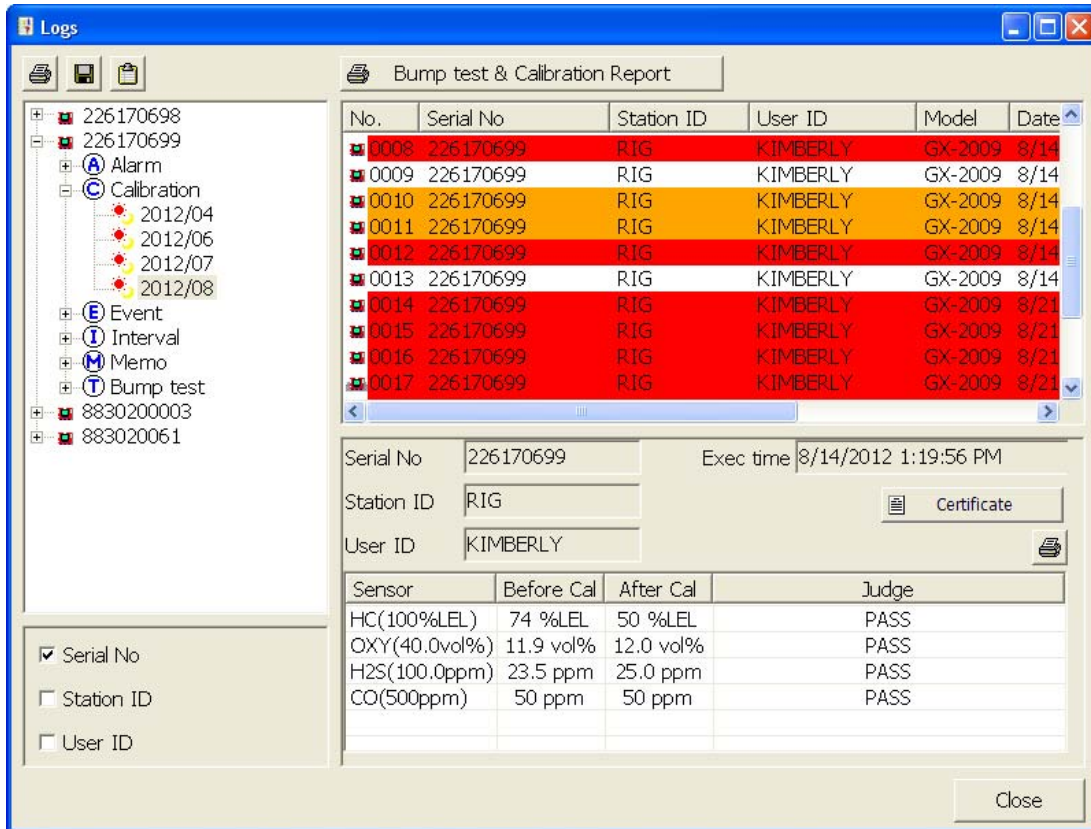 Logs
Bump test & Calibration Report
226170698
226170699
A Alarm
C Calibration
2012/04
2012/06
2012/07
2012/08
E Event
I Interval
M Memo
T Bump test
8830200003
883020061
Serial No
Station ID
User ID
No. Serial No Station ID User ID Model Date
0008 226170699 RIG KIMBERLY GX-2009 8/14
0009 226170699 RIG KIMBERLY GX-2009 8/14
0010 226170699 RIG KIMBERLY GX-2009 8/14
0011 226170699 RIG KIMBERLY GX-2009 8/14
0012 226170699 RIG KIMBERLY GX-2009 8/14
0013 226170699 RIG KIMBERLY GX-2009 8/14
0014 226170699 RIG KIMBERLY GX-2009 8/21
0015 226170699 RIG KIMBERLY GX-2009 8/21
0016 226170699 RIG KIMBERLY GX-2009 8/21
0017 226170699 RIG KIMBERLY GX-2009 8/21
Serial No 226170699 Exec time 8/14/2012 1:19:56 PM
Station ID RIG Certificate
User ID KIMBERLY
Sensor Before Cal After Cal Judge
HC(100%LEL) 74 %LEL 50 %LEL PASS
OXY(40.0vol%) 11.9 vol% 12.0 vol% PASS
H2S(100.0ppm) 23.5 ppm 25.0 ppm PASS
CO(500ppm) 50 ppm 50 ppm PASS
Close